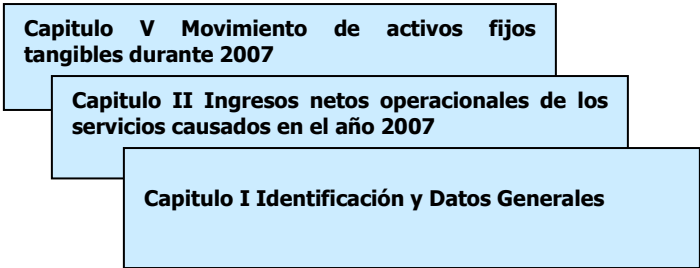 Capitulo V Movimiento de activos fijos
tangibles durante 2007
Capitulo II Ingresos netos operacionales de los
servicios causados en el año 2007
Capitulo I Identificación y Datos Generales